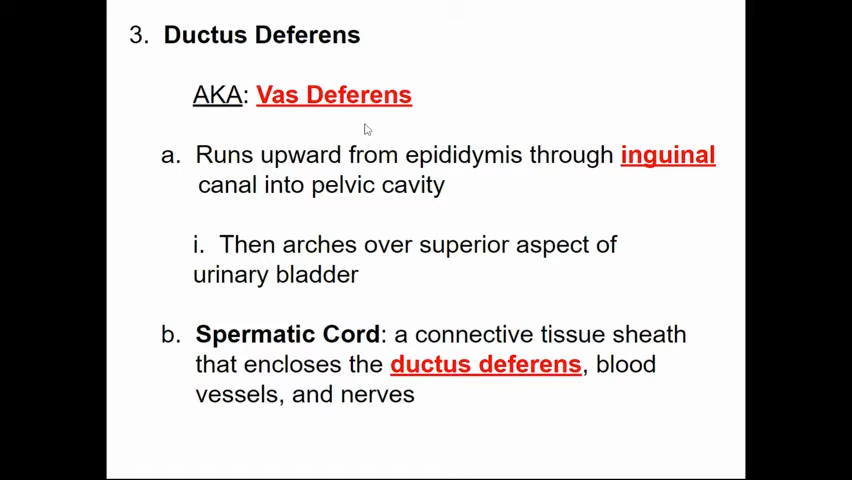 3. Ductus Deferens
AKA: Vas Deferens
a. Runs upward from epididymis through inguinal
canal into pelvic cavity
i. Then arches over superior aspect of
urinary bladder
b. Spermatic Cord: a connective tissue sheath
that encloses the ductus deferens, blood
vessels, and nerves